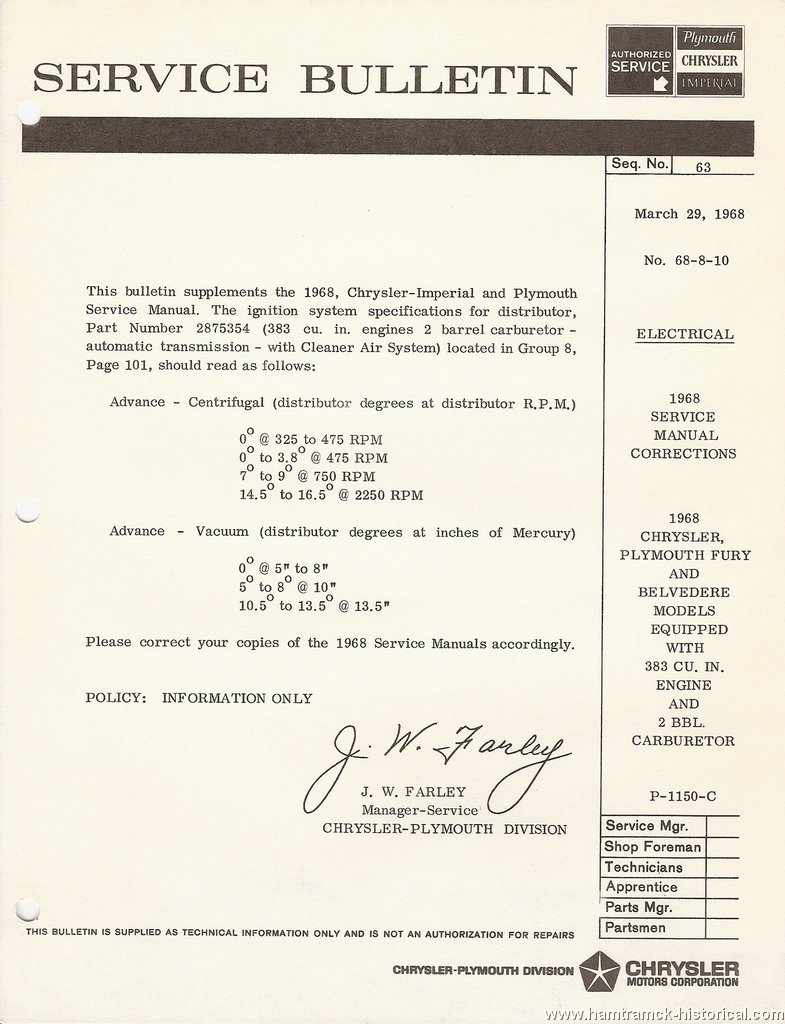 SERVICE BULLETIN
AUTHORIZED
SERVICE
Plymouth
CHRYSLER
IMPERIAL
Seq. No. 63
March 29, 1968
No. 68-8-10
ELECTRICAL
1968
SERVICE
MANUAL
CORRECTIONS
1968
CHRYSLER,
PLYMOUTH FURY
AND
BELVEDERE
MODELS
EQUIPPED
WITH
383 CU. IN.
ENGINE
AND
2 BBL.
CARBURETOR
P-1150-C
This bulletin supplements the 1968, Chrysler-Imperial and Plymouth
Service Manual. The ignition system specifications for distributor,
Part Number 2875354 (383 cu. in. engines 2 barrel carburetor -
automatic transmission - with Cleaner Air System) located in Group 8,
Page 101, should read as follows:
Advance - Centrifugal (distributor degrees at distributor R.P.M.)
0° @ 325 to 475 RPM
0° to 3.8° @ 475 RPM
7° to 9° @ 750 RPM
14.5° to 16.5° @ 2250 RPM
Advance - Vacuum (distributor degrees at inches of Mercury)
0° @ 5" to 8"
5° to 8° @ 10"
10.5° to 13.5° @ 13.5"
Please correct your copies of the 1968 Service Manuals accordingly.
POLICY: INFORMATION ONLY
J. W. Farley
J. W. FARLEY
Manager-Service
CHRYSLER-PLYMOUTH DIVISION
Service Mgr.
Shop Foreman
Technicians
Apprentice
Parts Mgr.
Partsmen
THIS BULLETIN IS SUPPLIED AS TECHNICAL INFORMATION ONLY AND IS NOT AN AUTHORIZATION FOR REPAIRS
CHRYSLER-PLYMOUTH DIVISION
CHRYSLER
MOTORS CORPORATION
www.hamtramck-historical.com